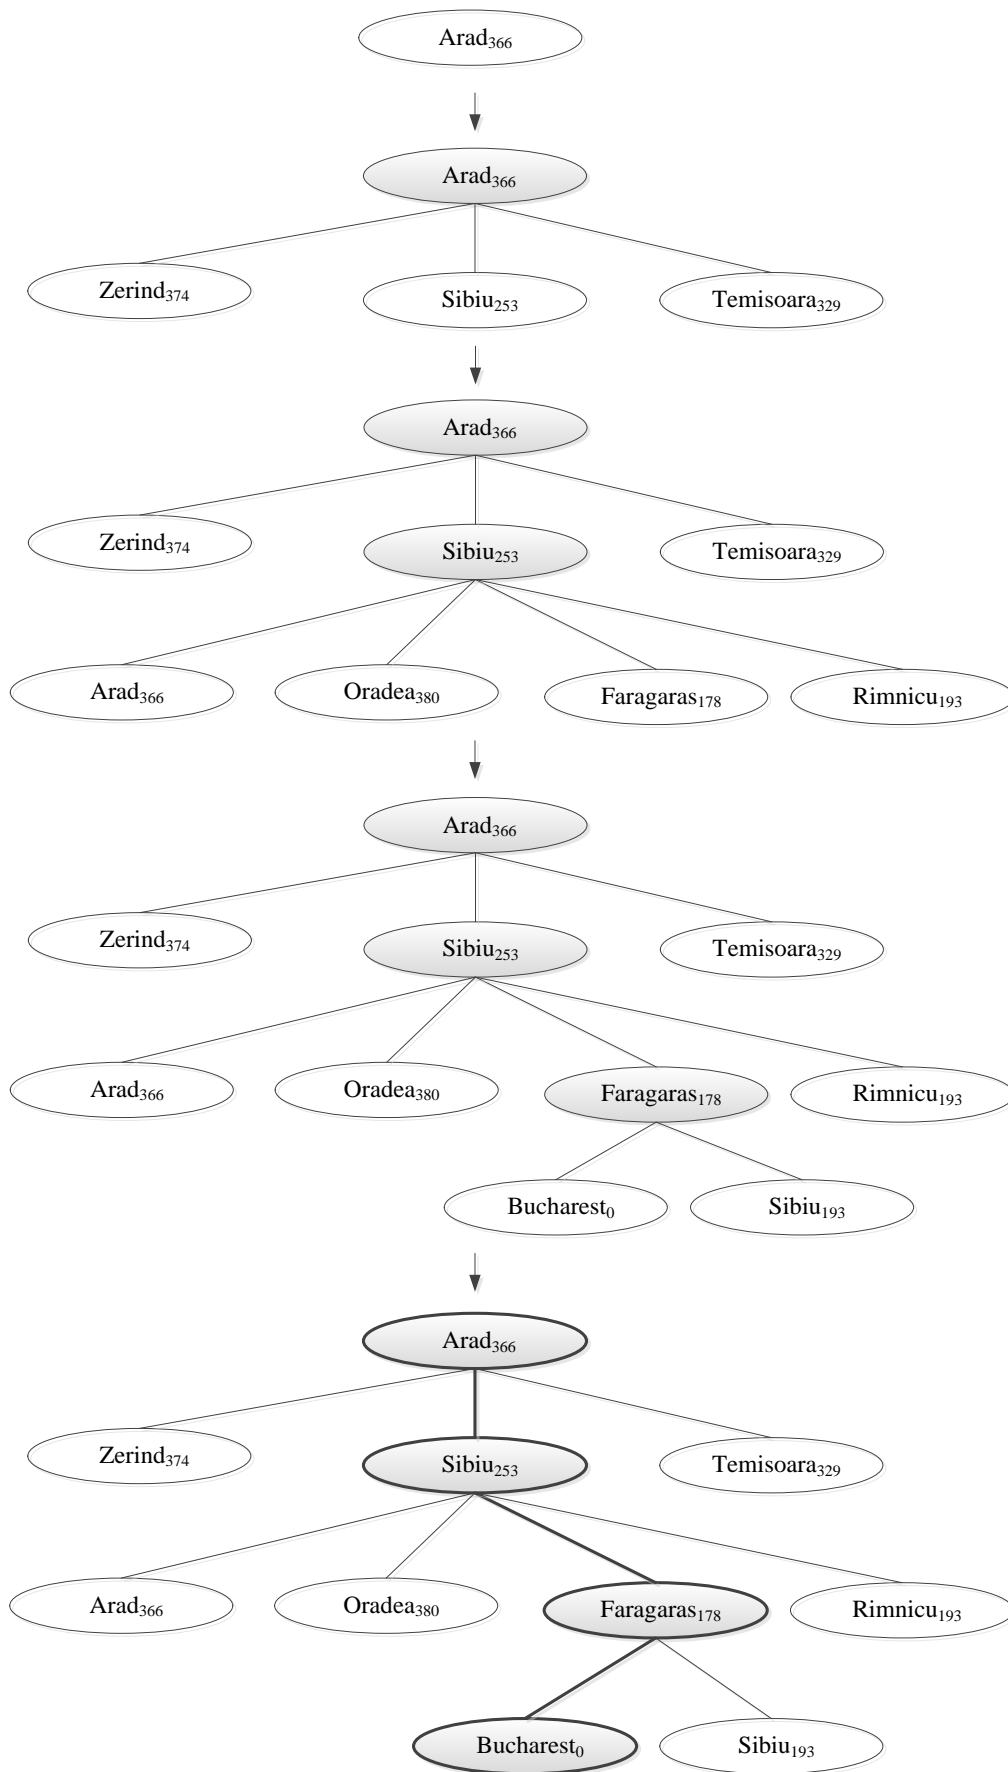 Arad366
Arad366
Zerind374
Sibiu253
Temisoara329
Arad366
Zerind374
Sibiu253
Temisoara329
Arad366
Oradea380
Faragaras178
Rimnicu193
Arad366
Zerind374
Sibiu253
Temisoara329
Arad366
Oradea380
Faragaras178
Rimnicu193
Bucharest0
Sibiu193
Arad366
Zerind374
Sibiu253
Temisoara329
Arad366
Oradea380
Faragaras178
Rimnicu193
Bucharest0
Sibiu193